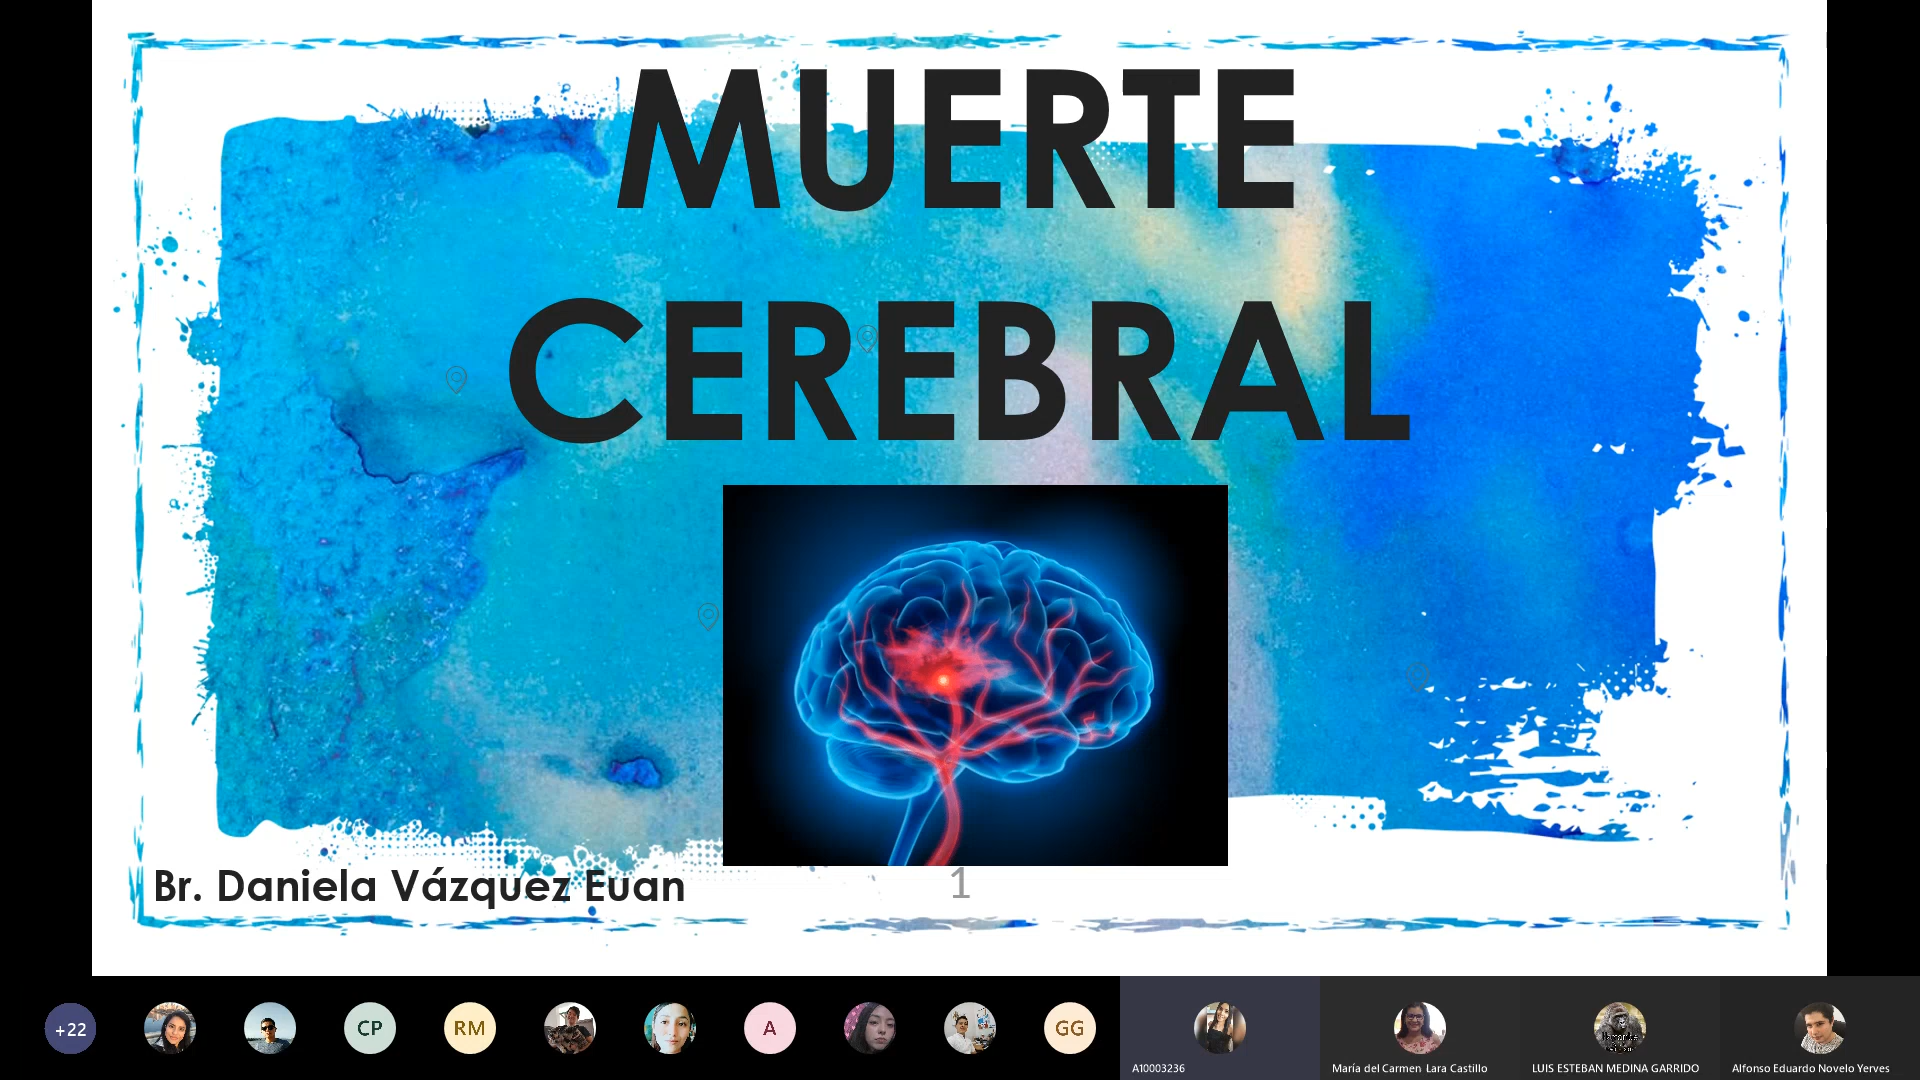 MUERTE
CEREBRAL
Br. Daniela Vázquez Euan
1
+22
CP
RM
A
GG
A10003236
María del Carmen Lara Castillo
LUIS ESTEBAN MEDINA GARRIDO
Alfonso Eduardo Novelo Yerves